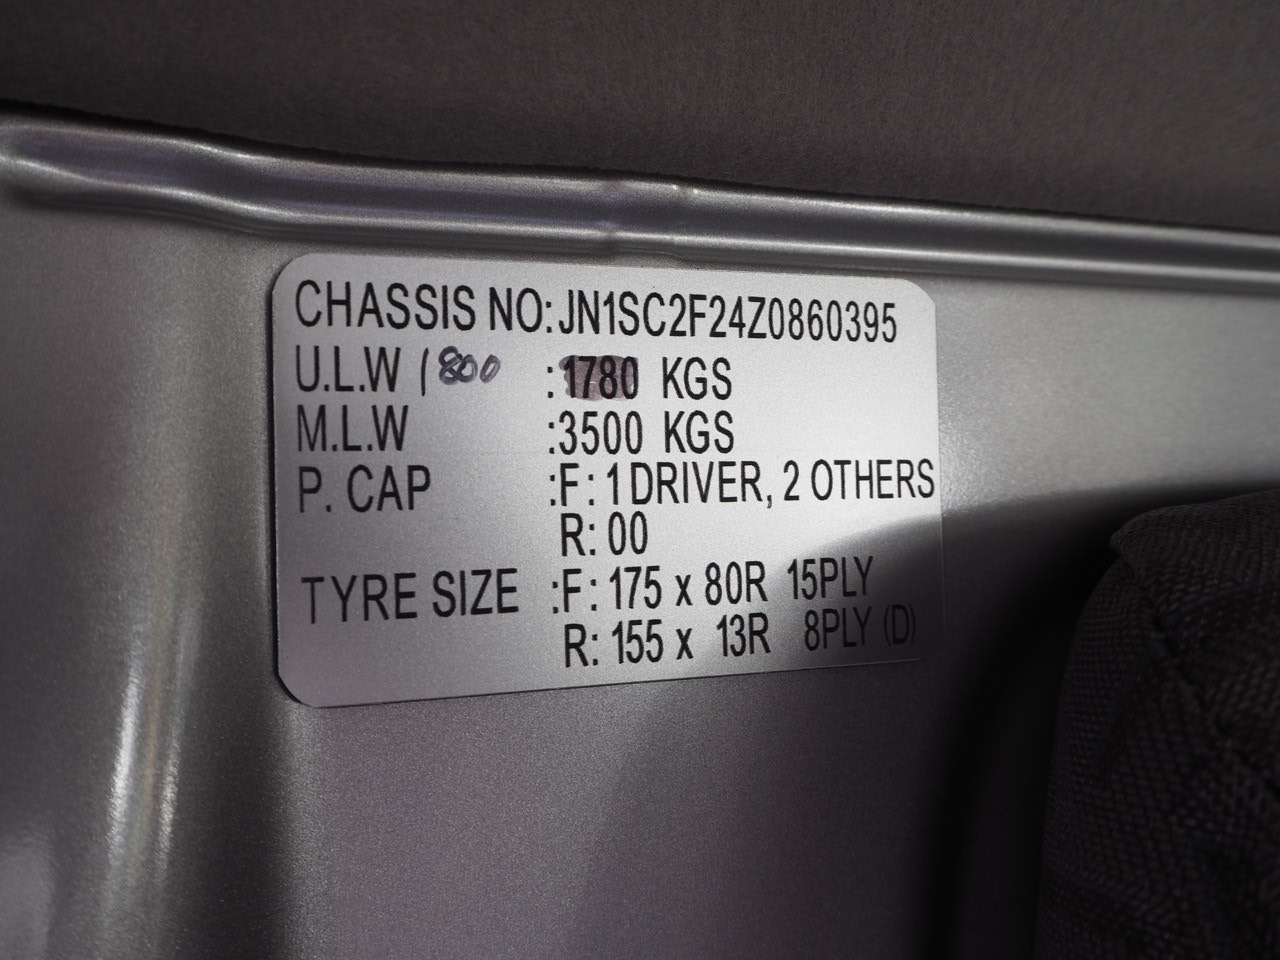 CHASSIS NO: JN1SC2F24Z0860395
U.L.W 1800 : 1780 KGS
M.L.W :3500 KGS
P. CAP :F: 1 DRIVER, 2 OTHERS
R: 00
TYRE SIZE :F: 175 x 80R 15PLY
R: 155 x 13R 8PLY (D)